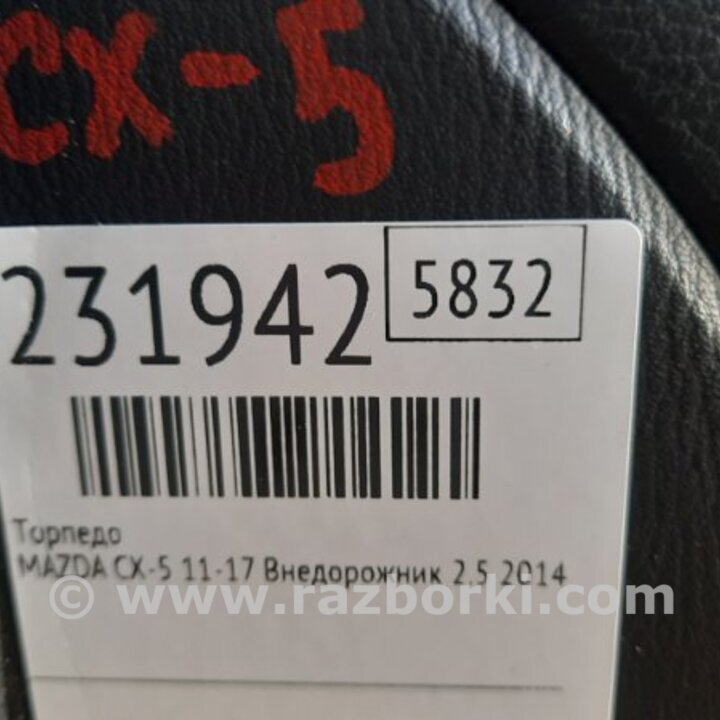 CX-5
231942 5832
Торпедо
MAZDA CX-5 11-17 Внедорожник 2.5 2014
© www.razborki.com